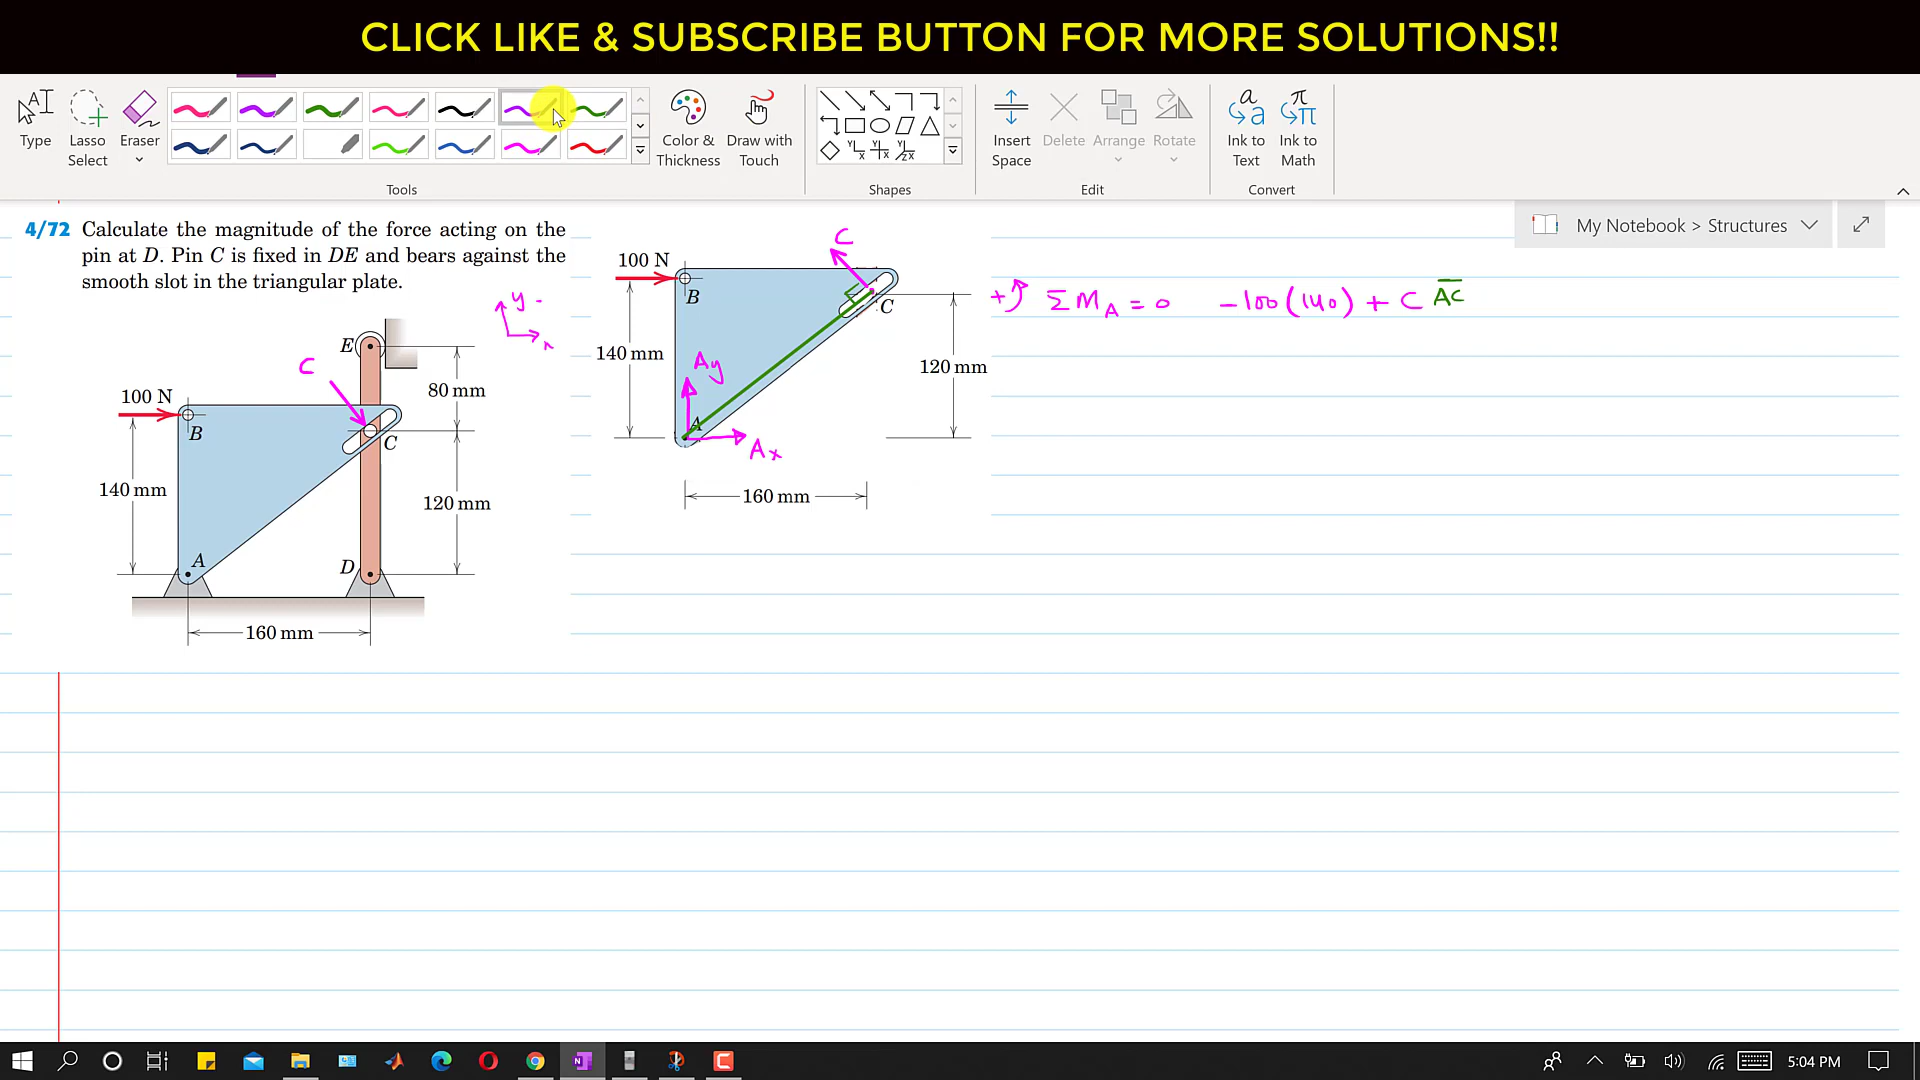 CLICK LIKE & SUBSCRIBE BUTTON FOR MORE SOLUTIONS!!
Type
Lasso Select
Eraser
Color & Thickness
Draw with Touch
Insert Space
Delete
Arrange
Rotate
Ink to Text
Ink to Math
Tools
Shapes
Edit
Convert
My Notebook > Structures
4/72 Calculate the magnitude of the force acting on the
pin at D. Pin C is fixed in DE and bears against the
smooth slot in the triangular plate.
y
x
E
C
80 mm
100 N
B
C
140 mm
120 mm
A
D
160 mm
C
100 N
B
C
140 mm
120 mm
Ay
A
Ax
160 mm
+ ΣMA = 0 -100(140) + C AC
5:04 PM